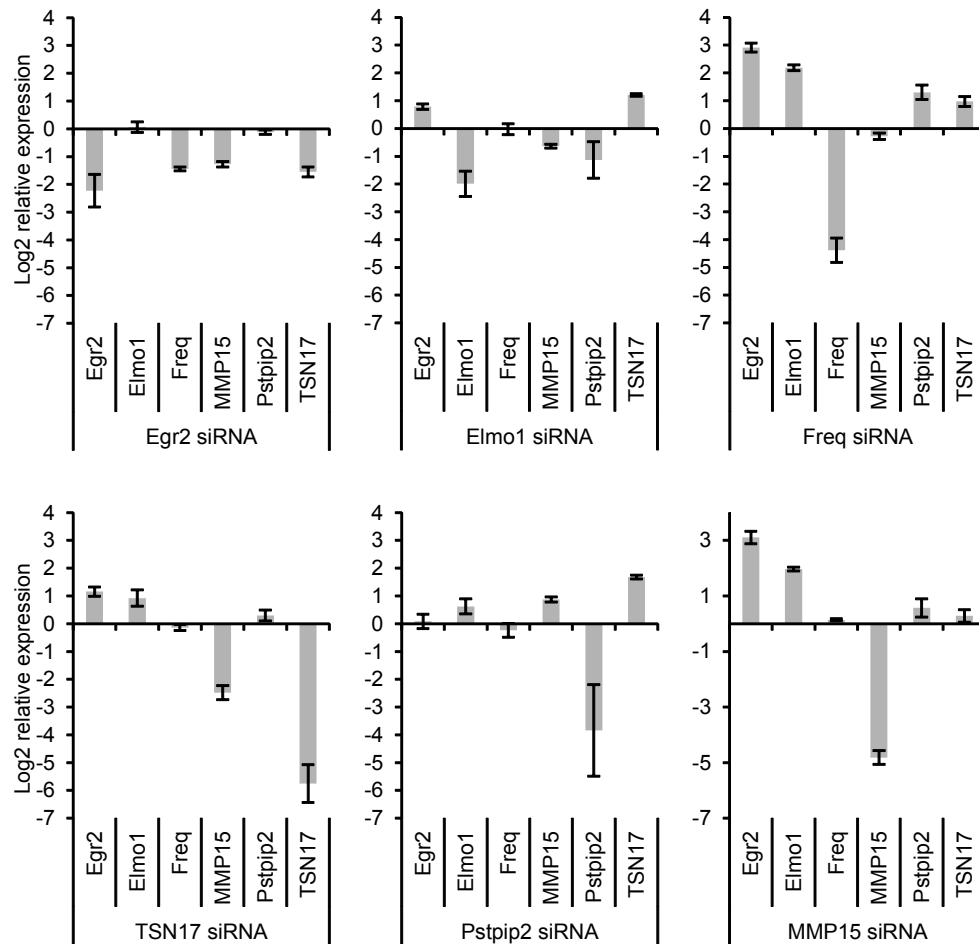 Log2 relative expression
4
3
2
1
0
-1
-2
-3
-4
-5
-6
-7
Egr2
Elmo1
Freq
MMP15
Pstpip2
TSN17
Egr2 siRNA
4
3
2
1
0
-1
-2
-3
-4
-5
-6
-7
Egr2
Elmo1
Freq
MMP15
Pstpip2
TSN17
Elmo1 siRNA
4
3
2
1
0
-1
-2
-3
-4
-5
-6
-7
Egr2
Elmo1
Freq
MMP15
Pstpip2
TSN17
Freq siRNA
Log2 relative expression
4
3
2
1
0
-1
-2
-3
-4
-5
-6
-7
Egr2
Elmo1
Freq
MMP15
Pstpip2
TSN17
TSN17 siRNA
4
3
2
1
0
-1
-2
-3
-4
-5
-6
-7
Egr2
Elmo1
Freq
MMP15
Pstpip2
TSN17
Pstpip2 siRNA
3
1
-1
-3
-5
-7
Egr2
Elmo1
Freq
MMP15
Pstpip2
TSN17
MMP15 siRNA